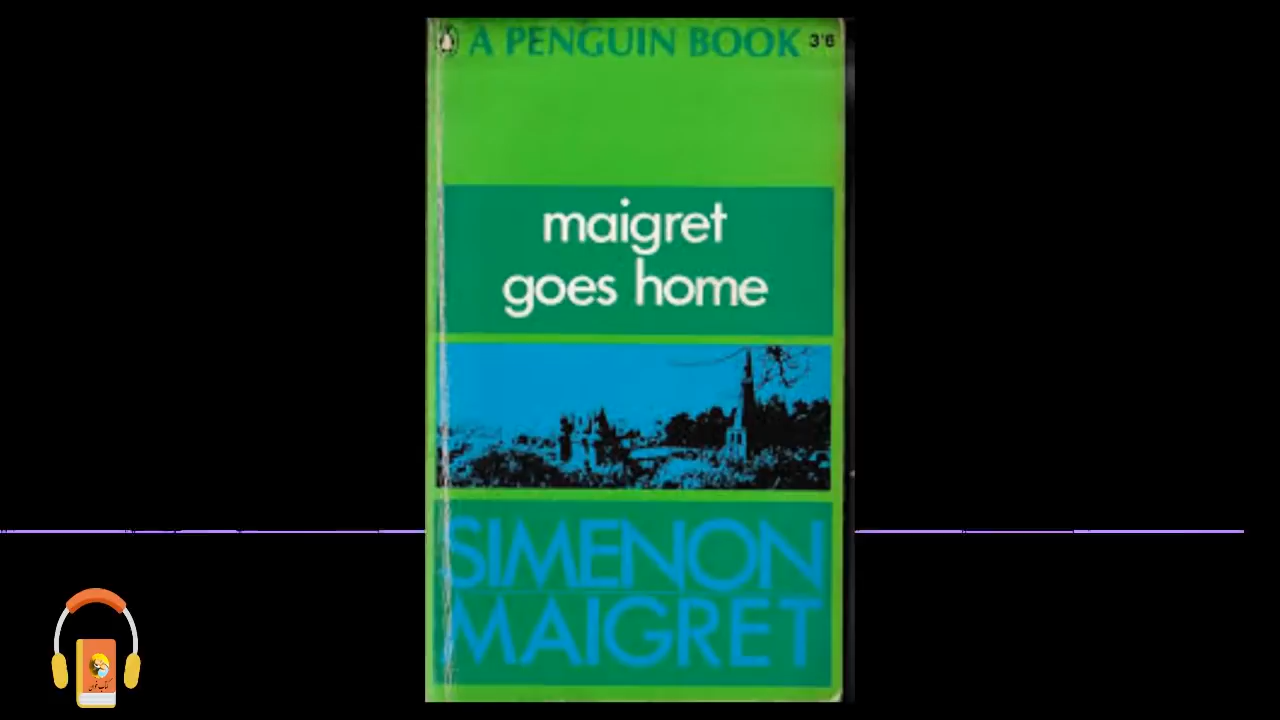 A PENGUIN BOOK 3'6
maigret
goes home
SIMENON
MAIGRET